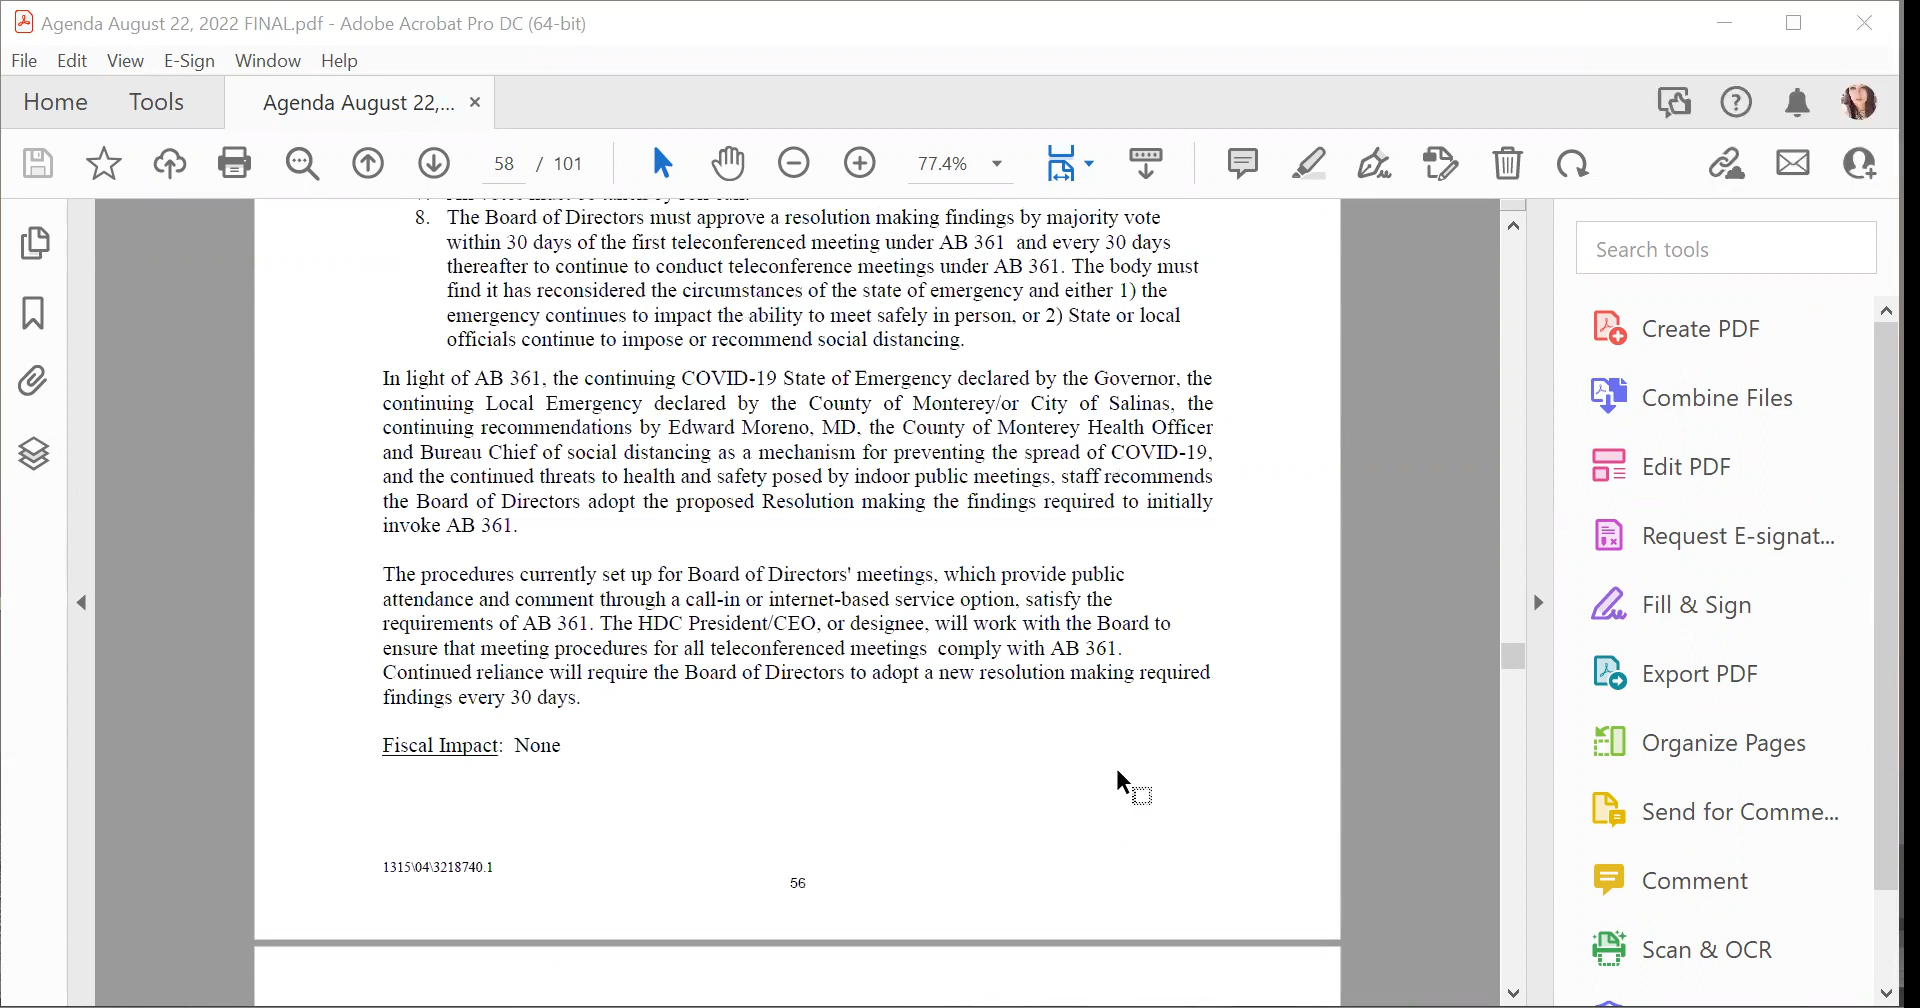 Agenda August 22, 2022 FINAL.pdf - Adobe Acrobat Pro DC (64-bit)
File Edit View E-Sign Window Help
Home Tools Agenda August 22,... ×
58 / 101 77.4%
8. The Board of Directors must approve a resolution making findings by majority vote
within 30 days of the first teleconferenced meeting under AB 361 and every 30 days
thereafter to continue to conduct teleconference meetings under AB 361. The body must
find it has reconsidered the circumstances of the state of emergency and either 1) the
emergency continues to impact the ability to meet safely in person, or 2) State or local
officials continue to impose or recommend social distancing.
In light of AB 361, the continuing COVID-19 State of Emergency declared by the Governor, the
continuing Local Emergency declared by the County of Monterey/or City of Salinas, the
continuing recommendations by Edward Moreno, MD, the County of Monterey Health Officer
and Bureau Chief of social distancing as a mechanism for preventing the spread of COVID-19,
and the continued threats to health and safety posed by indoor public meetings, staff recommends
the Board of Directors adopt the proposed Resolution making the findings required to initially
invoke AB 361.
The procedures currently set up for Board of Directors' meetings, which provide public
attendance and comment through a call-in or internet-based service option, satisfy the
requirements of AB 361. The HDC President/CEO, or designee, will work with the Board to
ensure that meeting procedures for all teleconferenced meetings comply with AB 361.
Continued reliance will require the Board of Directors to adopt a new resolution making required
findings every 30 days.
Fiscal Impact: None
1315\04\3218740.1
56
Search tools
Create PDF
Combine Files
Edit PDF
Request E-signat...
Fill & Sign
Export PDF
Organize Pages
Send for Comme...
Comment
Scan & OCR